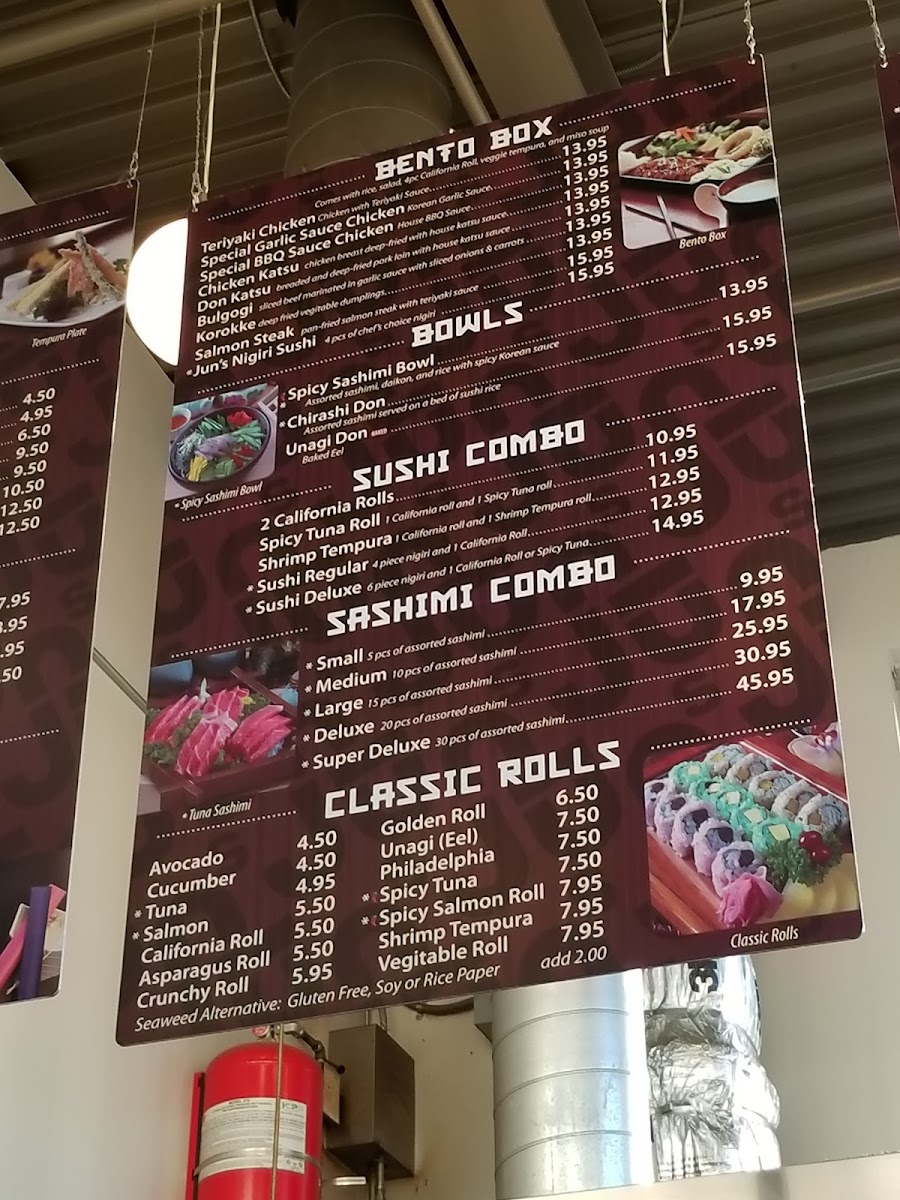 BENTO BOX
Comes with rice, salad, 4pc California Roll, veggie tempura, and miso soup
Teriyaki Chicken Chicken with Teriyaki Sauce 13.95
Special Garlic Sauce Chicken Korean Garlic Sauce 13.95
Special BBQ Sauce Chicken House BBQ Sauce 13.95
Chicken Katsu chicken breast deep-fried with house katsu sauce 13.95
Don Katsu breaded and deep-fried pork loin with house katsu sauce 13.95
Bulgogi sliced beef marinated in garlic sauce with sliced onions & carrots 13.95
Korokke deep fried vegitable dumplings 13.95
Salmon Steak pan-fried salmon steak with teriyaki sauce 15.95
*Jun's Nigiri Sushi 4 pcs of chef's choice nigiri 15.95
Bento Box
BOWLS
*Spicy Sashimi Bowl 13.95
Assorted sashimi, daikon, and rice with spicy Korean sauce
*Chirashi Don 15.95
Assorted sashimi served on a bed of sushi rice
Unagi Don 15.95
Baked Eel
* Spicy Sashimi Bowl
SUSHI COMBO
2 California Rolls 10.95
Spicy Tuna Roll 1 California roll and 1 Spicy Tuna roll 11.95
Shrimp Tempura 1 California roll and 1 Shrimp Tempura roll 12.95
* Sushi Regular 4 piece nigiri and 1 California Roll 12.95
* Sushi Deluxe 6 piece nigiri and 1 California Roll or Spicy Tuna 14.95
SASHIMI COMBO
* Small 5 pcs of assorted sashimi 9.95
* Medium 10 pcs of assorted sashimi 17.95
* Large 15 pcs of assorted sashimi 25.95
* Deluxe 20 pcs of assorted sashimi 30.95
* Super Deluxe 30 pcs of assorted sashimi 45.95
* Tuna Sashimi
CLASSIC ROLLS
Avocado 4.50
Cucumber 4.50
* Tuna 4.95
* Salmon 5.50
California Roll 5.50
Asparagus Roll 5.50
Crunchy Roll 5.95
Golden Roll 6.50
Unagi (Eel) 7.50
Philadelphia 7.50
* Spicy Tuna 7.50
* Spicy Salmon Roll 7.95
Shrimp Tempura 7.95
Vegitable Roll 7.95
Seaweed Alternative: Gluten Free, Soy or Rice Paper add 2.00
Classic Rolls
Tempura Plate
4.50
4.95
6.50
9.50
9.50
10.50
12.50
12.50
7.95
.95
.95
.50